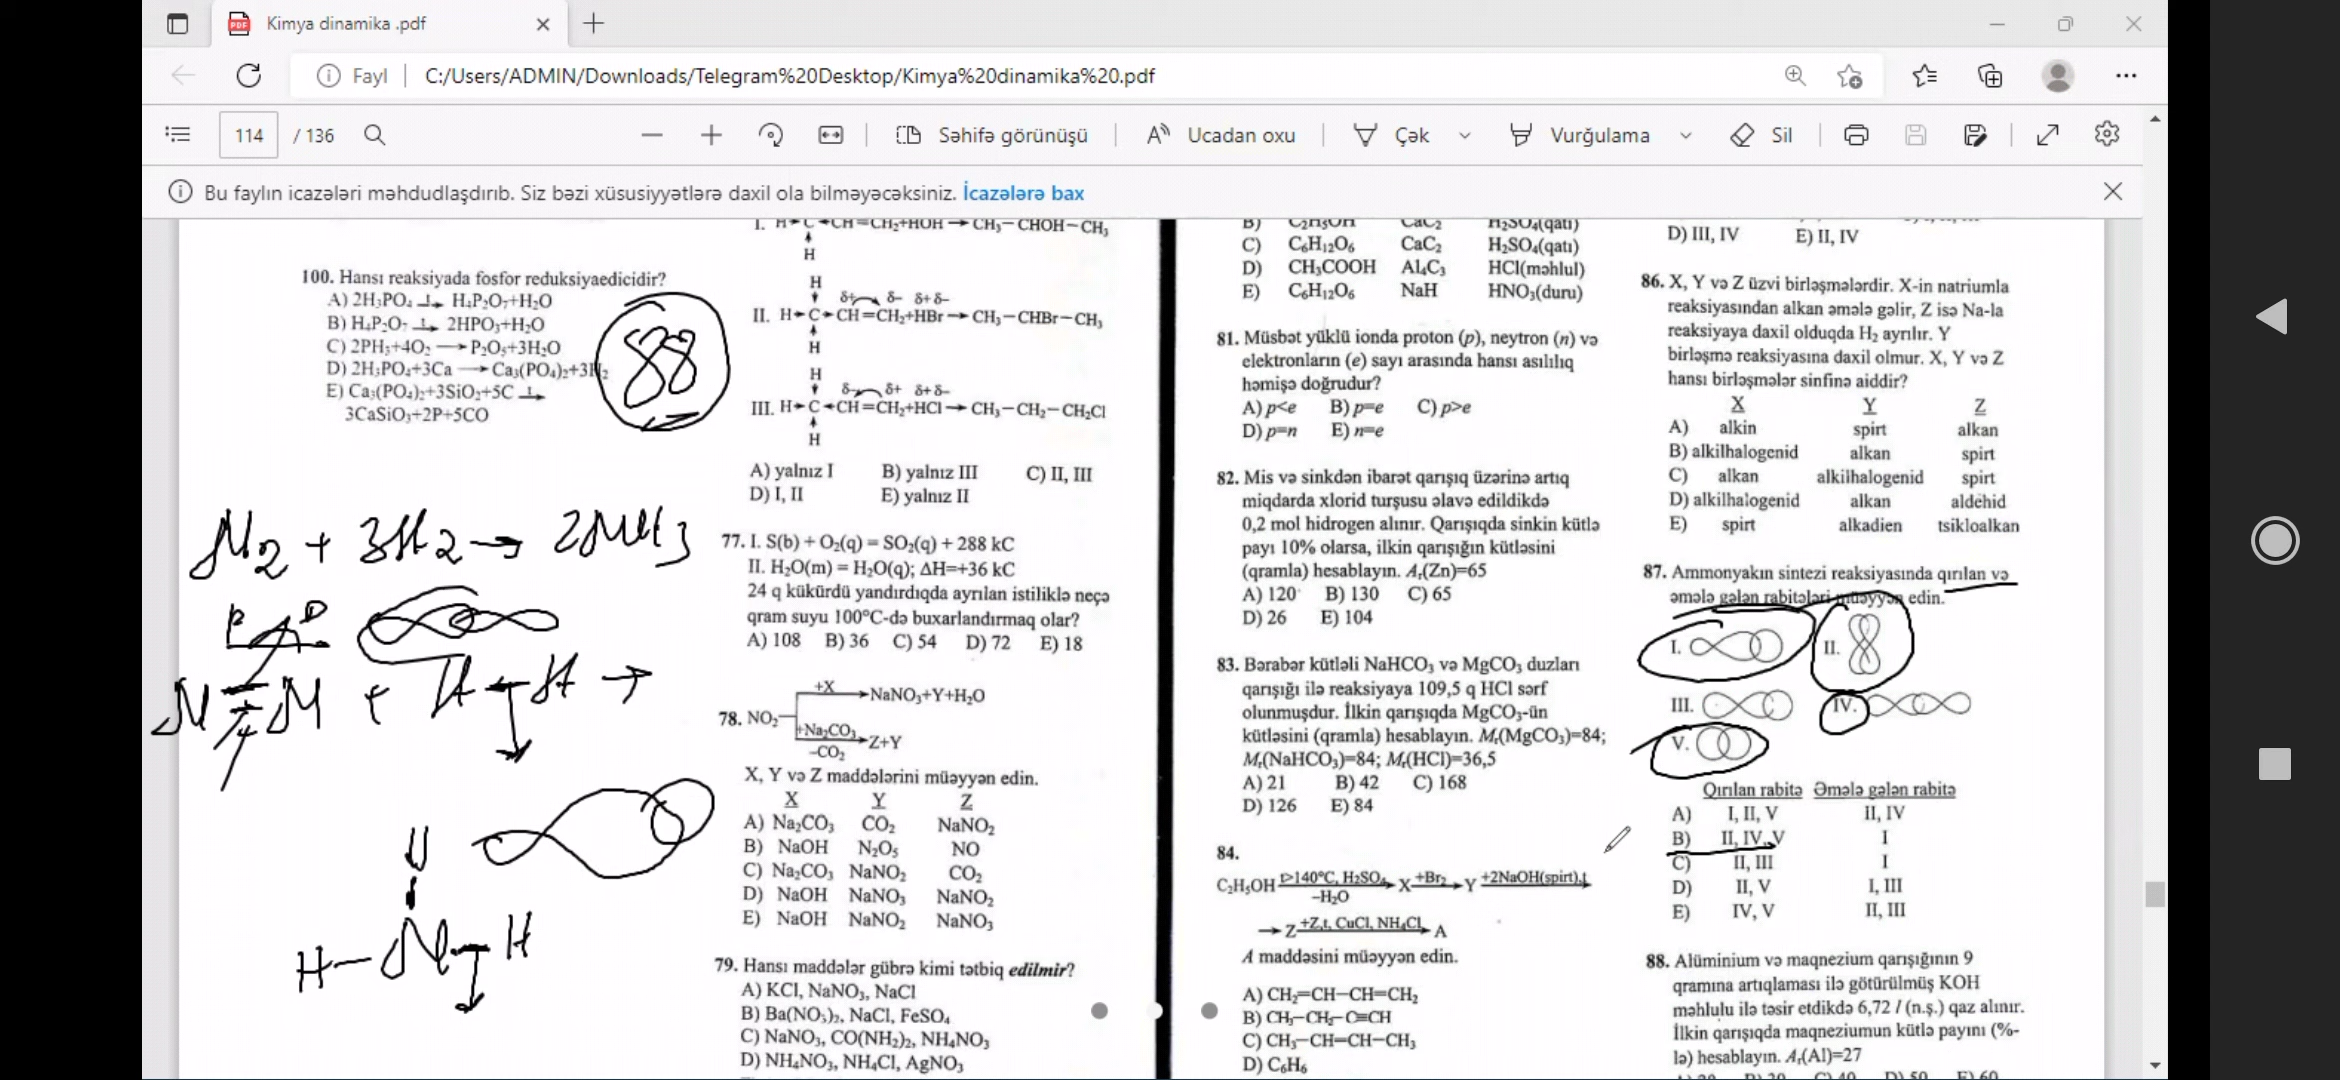 Kimya dinamika .pdf
Fayl
C:/Users/ADMIN/Downloads/Telegram%20Desktop/Kimya%20dinamika%20.pdf
114 / 136
Səhifə görünüşü
Ucadan oxu
Çək
Vurğulama
Sil
Bu faylın icazələri məhdudlaşdırıb. Siz bəzi xüsusiyyətlərə daxil ola bilməyəcəksiniz. İcazələrə bax
100. Hansı reaksiyada fosfor reduksiyaedicidir?
A) 2H₃PO₄ →t H₄P₂O₇+H₂O
B) H₄P₂O₇ →t 2HPO₃+H₂O
C) 2PH₃+4O₂ → P₂O₅+3H₂O
D) 2H₃PO₄+3Ca → Ca₃(PO₄)₂+3H₂
E) Ca₃(PO₄)₂+3SiO₂+5C →t
3CaSiO₃+2P+5CO
88
N₂ + 3H₂ → 2NH₃
N≡N + H-H →
H
H-N-H
I. H→C←CH=CH₂+HOH→CH₃−CHOH−CH₃
H
H
δ+ δ- δ+δ-
II. H→C→CH=CH₂+HBr→CH₃−CHBr−CH₃
H
H
δ- δ+ δ+δ-
III. H→C←CH=CH₂+HCl→CH₃−CH₂−CH₂Cl
H
A) yalnız I B) yalnız III C) II, III
D) I, II E) yalnız II
77. I. S(b) + O₂(q) = SO₂(q) + 288 kC
II. H₂O(m) = H₂O(q); ΔH=+36 kC
24 q kükürdü yandırdıqda ayrılan istiliklə neçə
qram suyu 100°C-də buxarlandırmaq olar?
A) 108 B) 36 C) 54 D) 72 E) 18
78. NO₂
+X → NaNO₃+Y+H₂O
+Na₂CO₃ → Z+Y
−CO₂
X, Y və Z maddələrini müəyyən edin.
X Y Z
A) Na₂CO₃ CO₂ NaNO₂
B) NaOH N₂O₅ NO
C) Na₂CO₃ NaNO₂ CO₂
D) NaOH NaNO₃ NaNO₂
E) NaOH NaNO₂ NaNO₃
79. Hansı maddələr gübrə kimi tətbiq edilmir?
A) KCl, NaNO₃, NaCl
B) Ba(NO₃)₂, NaCl, FeSO₄
C) NaNO₃, CO(NH₂)₂, NH₄NO₃
D) NH₄NO₃, NH₄Cl, AgNO₃
B) C₂H₅OH CaC₂ H₂SO₄(qatı)
C) C₆H₁₂O₆ CaC₂ H₂SO₄(qatı)
D) CH₃COOH Al₄C₃ HCl(məhlul)
E) C₆H₁₂O₆ NaH HNO₃(duru)
81. Müsbət yüklü ionda proton (p), neytron (n) və
elektronların (e) sayı arasında hansı asılılıq
həmişə doğrudur?
A) p<e B) p=e C) p>e
D) p=n E) n=e
82. Mis və sinkdən ibarət qarışıq üzərinə artıq
miqdarda xlorid turşusu əlavə edildikdə
0,2 mol hidrogen alınır. Qarışıqda sinkin kütlə
payı 10% olarsa, ilkin qarışığın kütləsini
(qramla) hesablayın. Aᵣ(Zn)=65
A) 120 B) 130 C) 65
D) 26 E) 104
83. Bərabər kütləli NaHCO₃ və MgCO₃ duzları
qarışığı ilə reaksiyaya 109,5 q HCl sərf
olunmuşdur. İlkin qarışıqda MgCO₃-ün
kütləsini (qramla) hesablayın. Mᵣ(MgCO₃)=84;
Mᵣ(NaHCO₃)=84; Mᵣ(HCl)=36,5
A) 21 B) 42 C) 168
D) 126 E) 84
84.
C₂H₅OH t>140°C, H₂SO₄ / −H₂O → X +Br₂ → Y +2NaOH(spirt),t
→ Z +Z,t, CuCl, NH₄Cl → A
A maddəsini müəyyən edin.
A) CH₂=CH−CH=CH₂
B) CH₃−CH₂−C≡CH
C) CH₃−CH=CH−CH₃
D) C₆H₆
D) III, IV E) II, IV
86. X, Y və Z üzvi birləşmələrdir. X-in natriumla
reaksiyasından alkan əmələ gəlir, Z isə Na-la
reaksiyaya daxil olduqda H₂ ayrılır. Y
birləşmə reaksiyasına daxil olmur. X, Y və Z
hansı birləşmələr sinfinə aiddir?
X Y Z
A) alkin spirt alkan
B) alkilhalogenid alkan spirt
C) alkan alkilhalogenid spirt
D) alkilhalogenid alkan aldehid
E) spirt alkadien tsikloalkan
87. Ammonyakın sintezi reaksiyasında qırılan və
əmələ gələn rabitələri müəyyən edin.
I. II.
III. IV.
V.
Qırılan rabitə Əmələ gələn rabitə
A) I, II, V II, IV
B) II, IV, V I
C) II, III I
D) II, V I, III
E) IV, V II, III
88. Alüminium və maqnezium qarışığının 9
qramına artıqlaması ilə götürülmüş KOH
məhlulu ilə təsir etdikdə 6,72 l (n.ş.) qaz alınır.
İlkin qarışıqda maqneziumun kütlə payını (%-
lə) hesablayın. Aᵣ(Al)=27